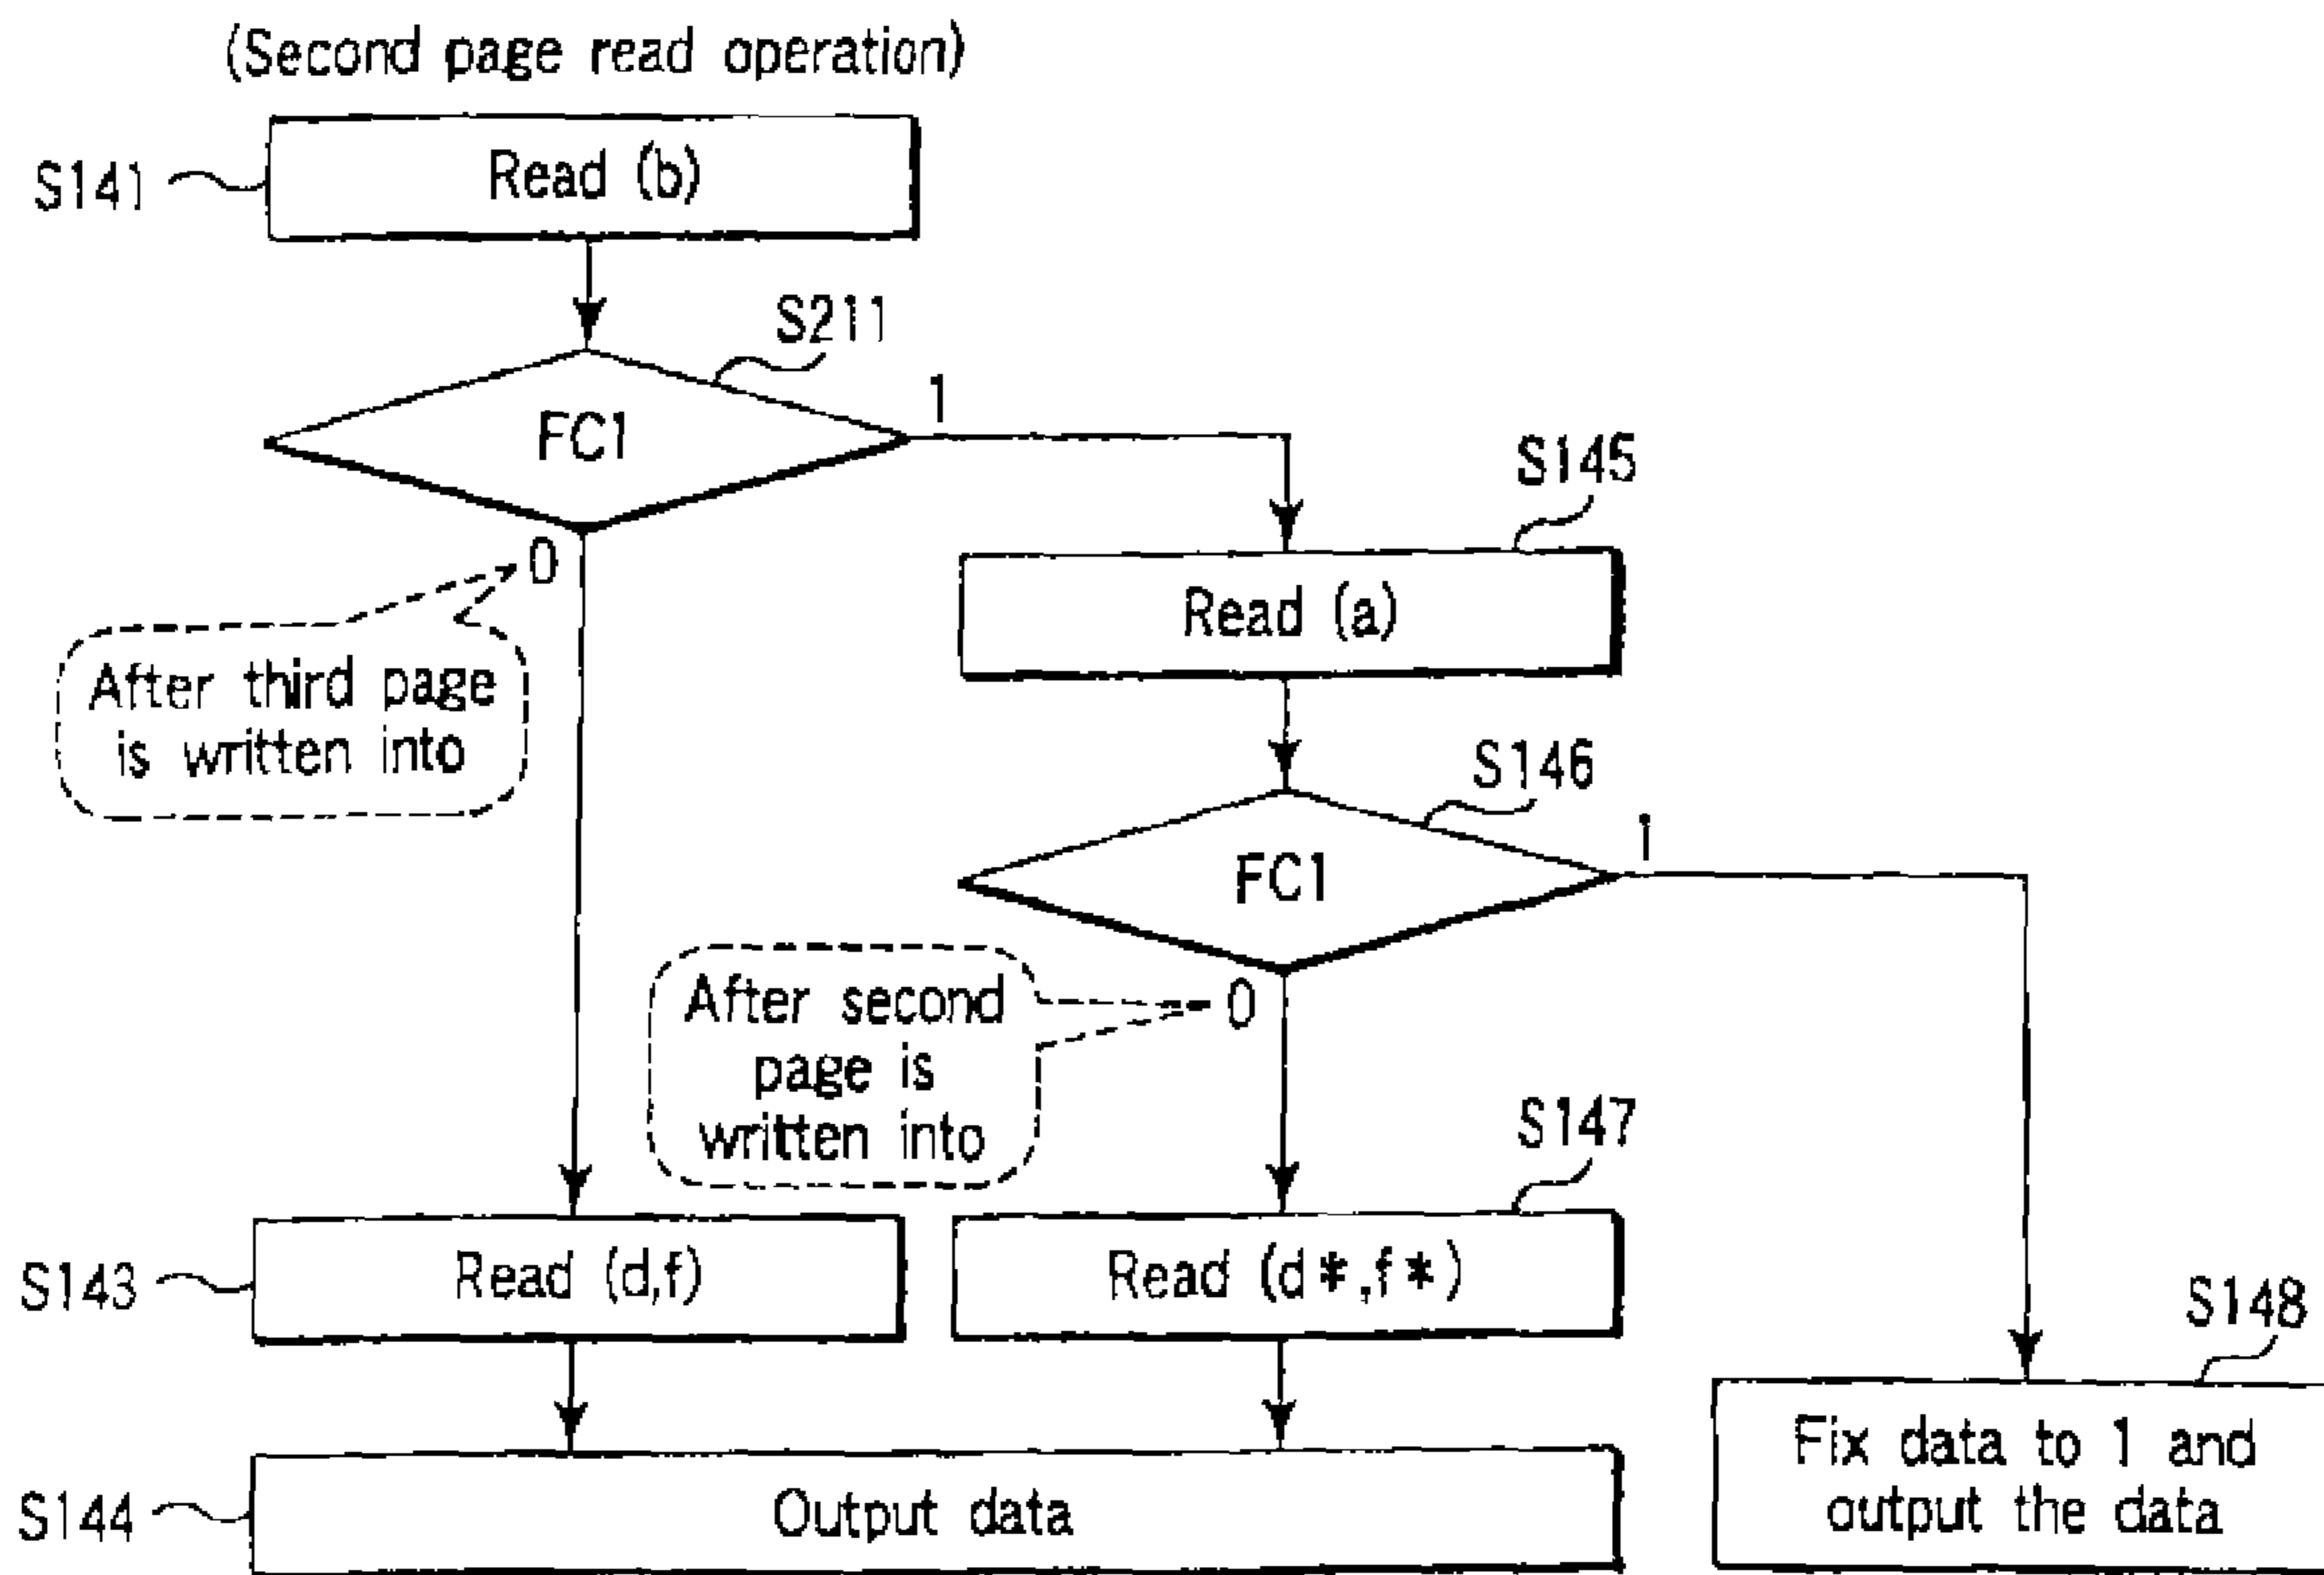 (Second page read operation)
S141
Read (b)
S211
FC1
1
0
After third page
is written into
S145
Read (a)
S146
FC1
1
0
After second
page is
written into
S147
S143
Read (d,f)
Read (d*,f*)
S148
S144
Output data
Fix data to 1 and
output the data